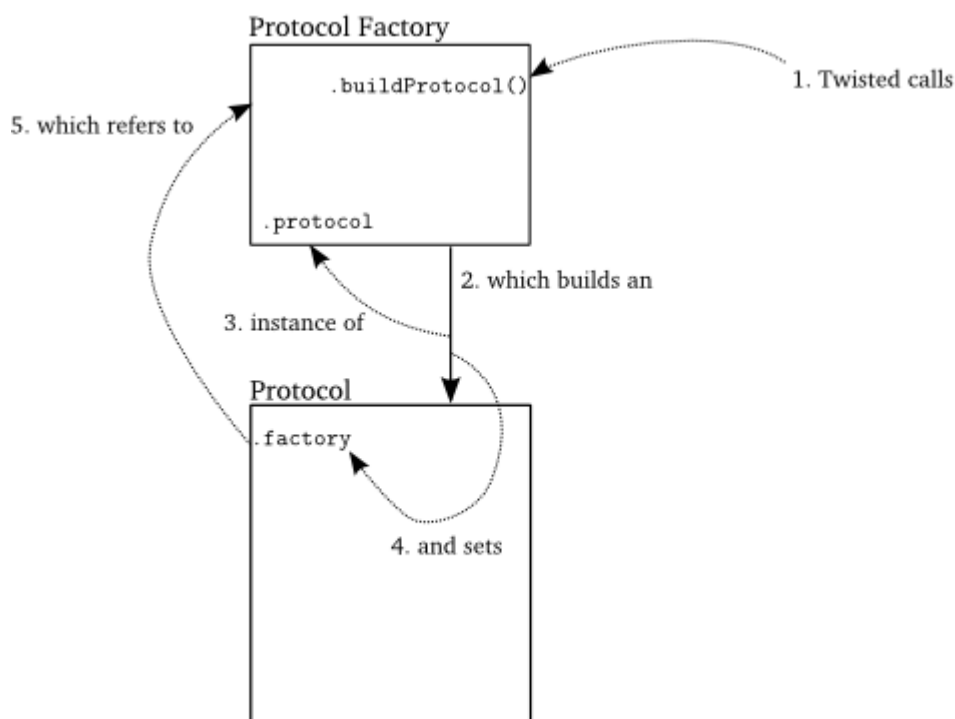 Protocol Factory
.buildProtocol()
1. Twisted calls
5. which refers to
.protocol
2. which builds an
3. instance of
Protocol
.factory
4. and sets